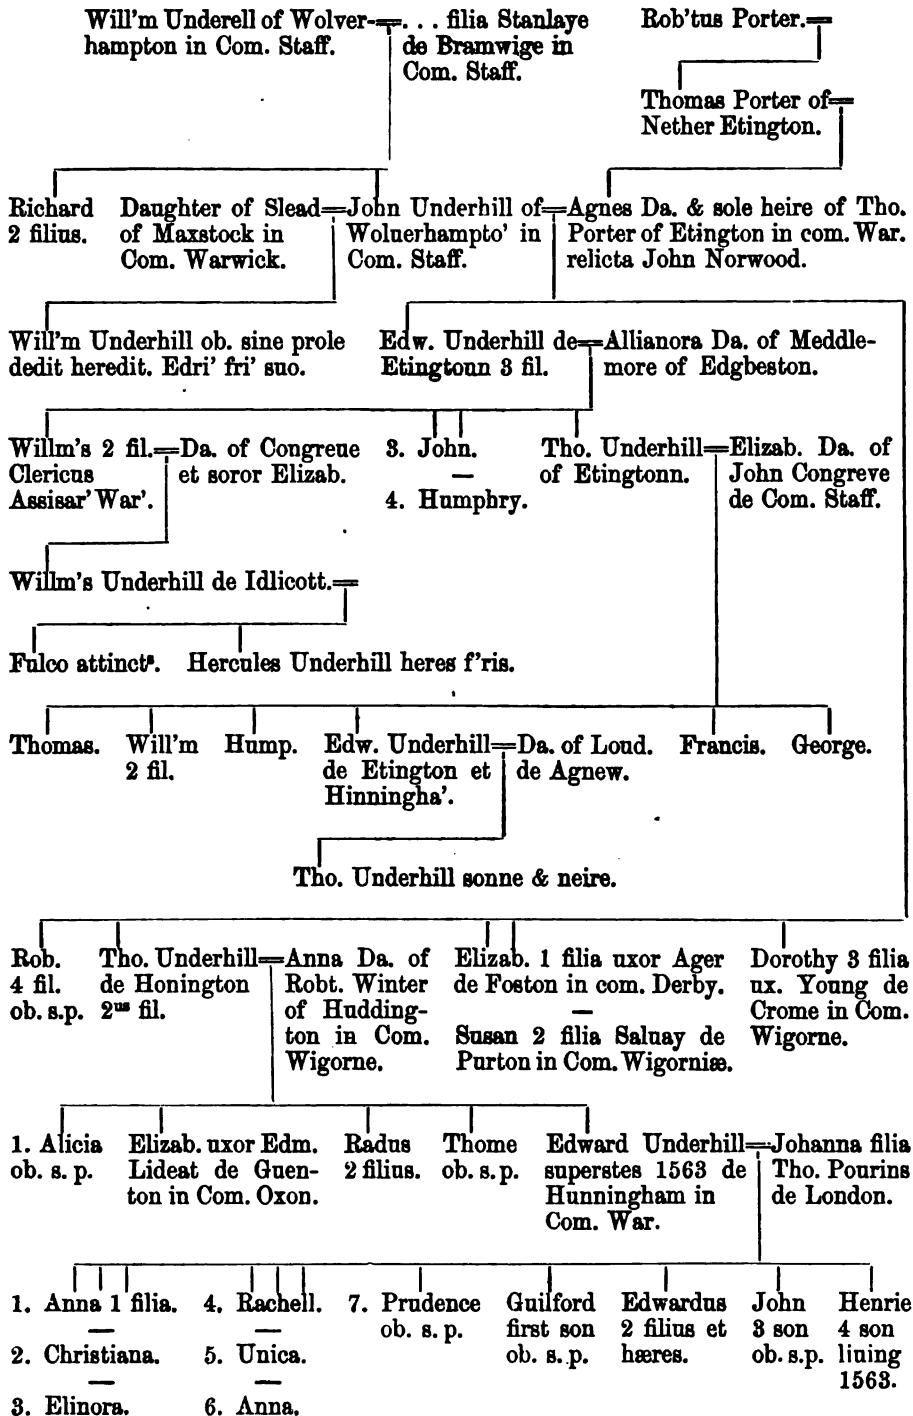 Will'm Underell of Wolver-
hampton in Com. Staff.
. . . filia Stanlaye
de Bramwige in
Com. Staff.
Rob'tus Porter.
Thomas Porter of
Nether Etington.
Richard
2 filius.
Daughter of Slead
of Maxstock in
Com. Warwick.
John Underhill of
Woluerhampto' in
Com. Staff.
Agnes Da. & sole heire of Tho.
Porter of Etington in com. War.
relicta John Norwood.
Will'm Underhill ob. sine prole
dedit heredit. Edri' fri' suo.
Edw. Underhill de
Etingtonn 3 fil.
Allianora Da. of Meddle-
more of Edgbeston.
Willm's 2 fil.
Clericus
Assisar' War'.
Da. of Congreue
et soror Elizab.
3. John.
—
4. Humphry.
Tho. Underhill
of Etingtonn.
Elizab. Da. of
John Congreve
de Com. Staff.
Willm's Underhill de Idlicott.
Fulco attinctˢ.
Hercules Underhill heres f'ris.
Thomas.
Will'm
2 fil.
Hump.
Edw. Underhill
de Etington et
Hinningha'.
Da. of Loud.
de Agnew.
Francis.
George.
Tho. Underhill sonne & neire.
Rob.
4 fil.
ob. s.p.
Tho. Underhill
de Honington
2ᵘˢ fil.
Anna Da. of
Robt. Winter
of Hudding-
ton in Com.
Wigorne.
Elizab. 1 filia uxor Ager
de Foston in com. Derby.
—
Susan 2 filia Saluay de
Purton in Com. Wigorniæ.
Dorothy 3 filia
ux. Young de
Crome in Com.
Wigorne.
1. Alicia
ob. s. p.
Elizab. uxor Edm.
Lideat de Guen-
ton in Com. Oxon.
Radus
2 filius.
Thome
ob. s. p.
Edward Underhill
superstes 1563 de
Hunningham in
Com. War.
Johanna filia
Tho. Pourins
de London.
1. Anna 1 filia.
—
2. Christiana.
—
3. Elinora.
4. Rachell.
—
5. Unica.
—
6. Anna.
7. Prudence
ob. s. p.
Guilford
first son
ob. s. p.
Edwardus
2 filius et
hæres.
John
3 son
ob. s.p.
Henrie
4 son
liuing
1563.